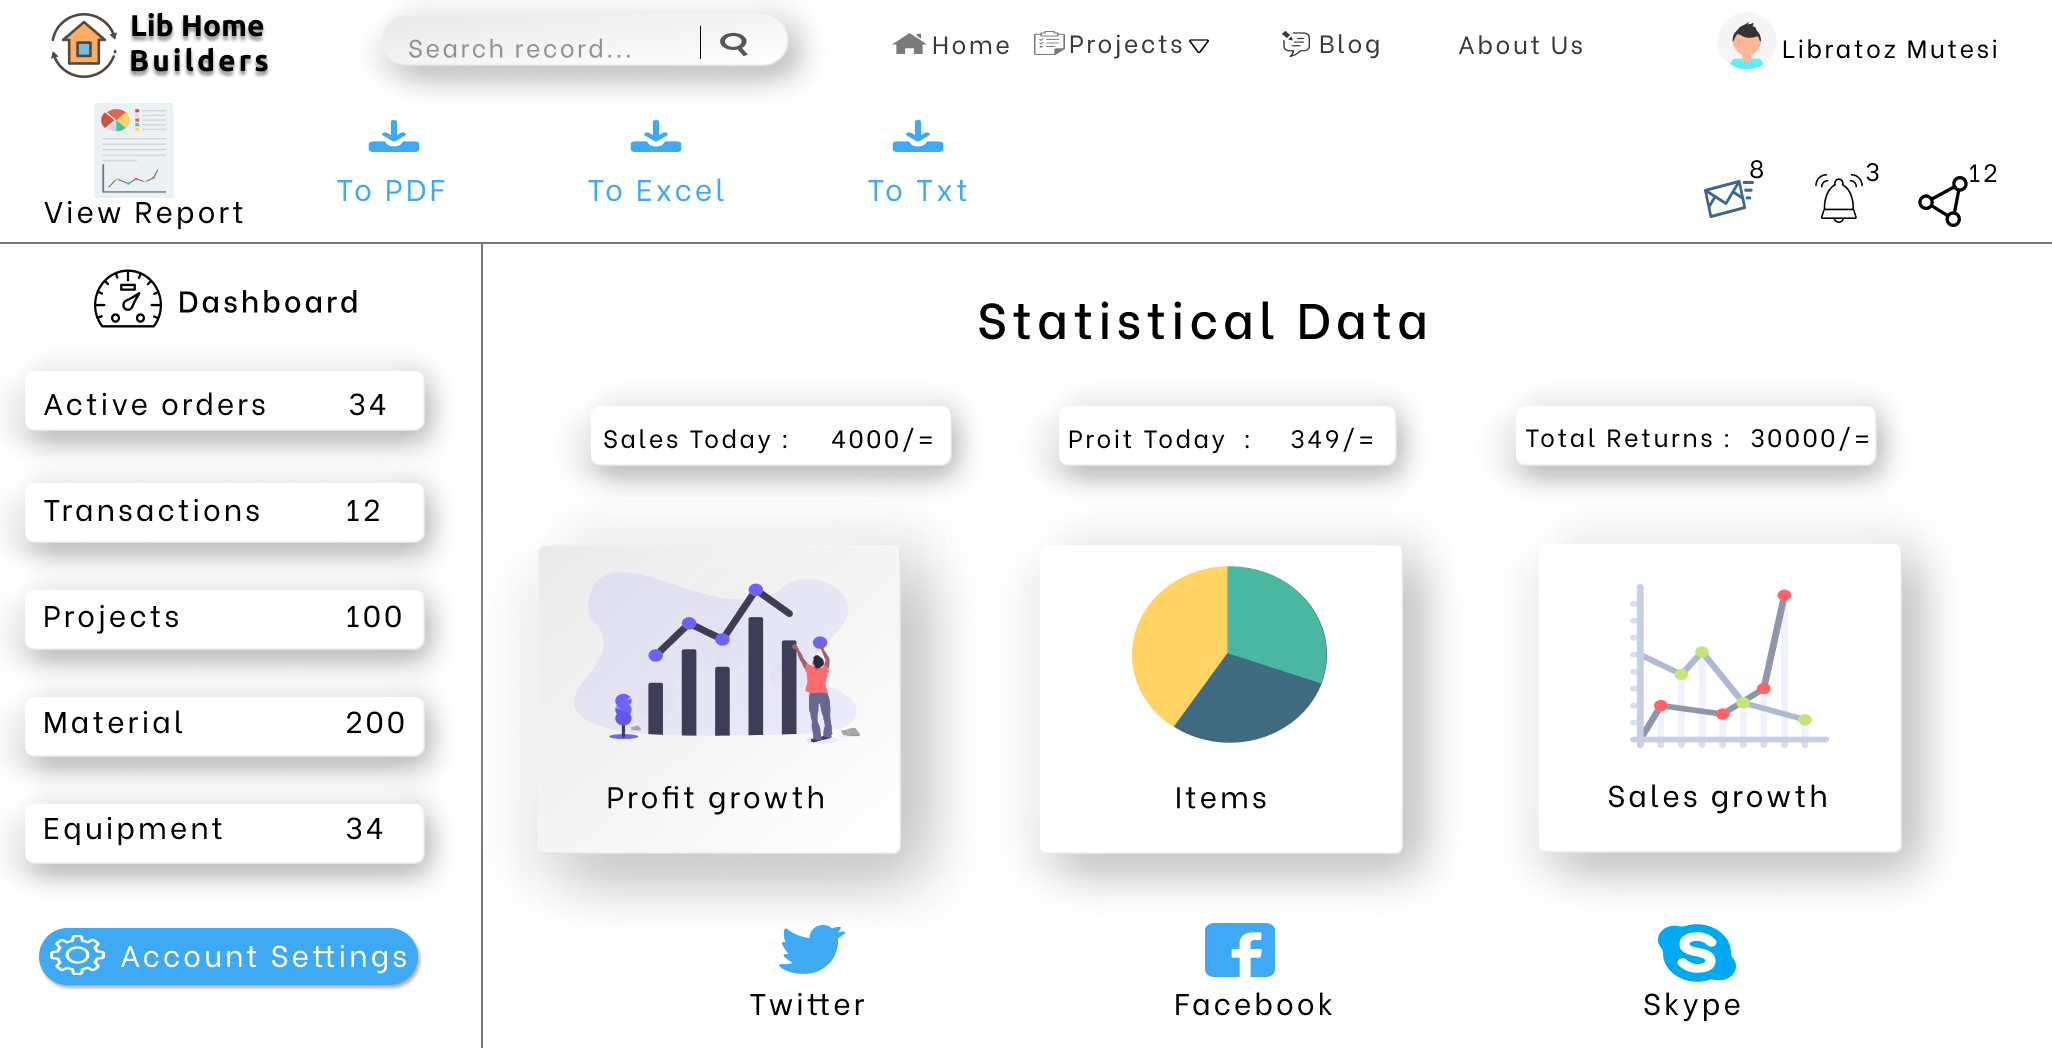 Lib Home
Builders
Search record...
Home
Projects
Blog
About Us
Libratoz Mutesi
View Report
To PDF
To Excel
To Txt
8
3
12
Dashboard
Active orders 34
Transactions 12
Projects 100
Material 200
Equipment 34
Account Settings
Statistical Data
Sales Today : 4000/=
Proit Today : 349/=
Total Returns : 30000/=
Profit growth
Items
Sales growth
Twitter
Facebook
Skype